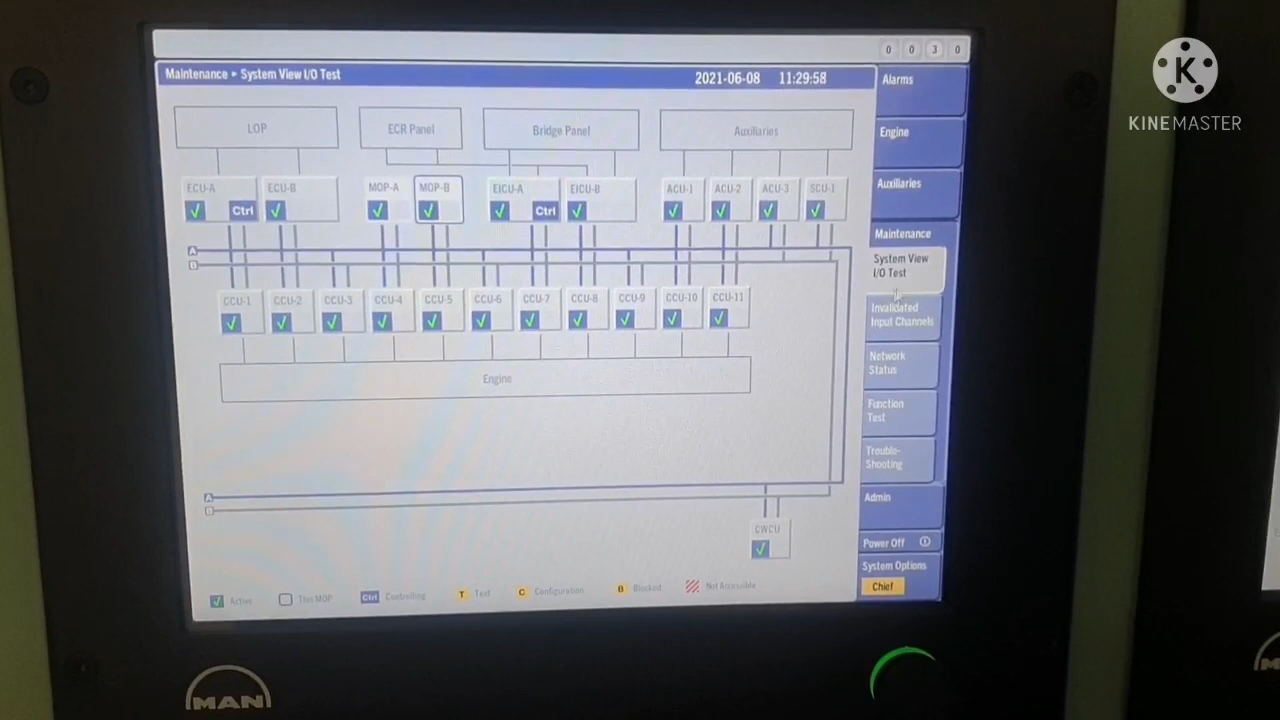 0 0 3 0
Maintenance ▸ System View I/O Test 2021-06-08 11:29:58
Alarms
Engine
Auxiliaries
Maintenance
System View
I/O Test
Invalidated
Input Channels
Network
Status
Function
Test
Trouble-
Shooting
Admin
Power Off
System Options
Chief
LOP ECR Panel Bridge Panel Auxiliaries
ECU-A ECU-B MOP-A MOP-B EICU-A EICU-B ACU-1 ACU-2 ACU-3 SCU-1
Ctrl Ctrl
A
B
CCU-1 CCU-2 CCU-3 CCU-4 CCU-5 CCU-6 CCU-7 CCU-8 CCU-9 CCU-10 CCU-11
Engine
A
B
CWCU
Active This MOP Ctrl Controlling T Test C Configuration B Blocked Not Accessible
MAN
K
KINEMASTER